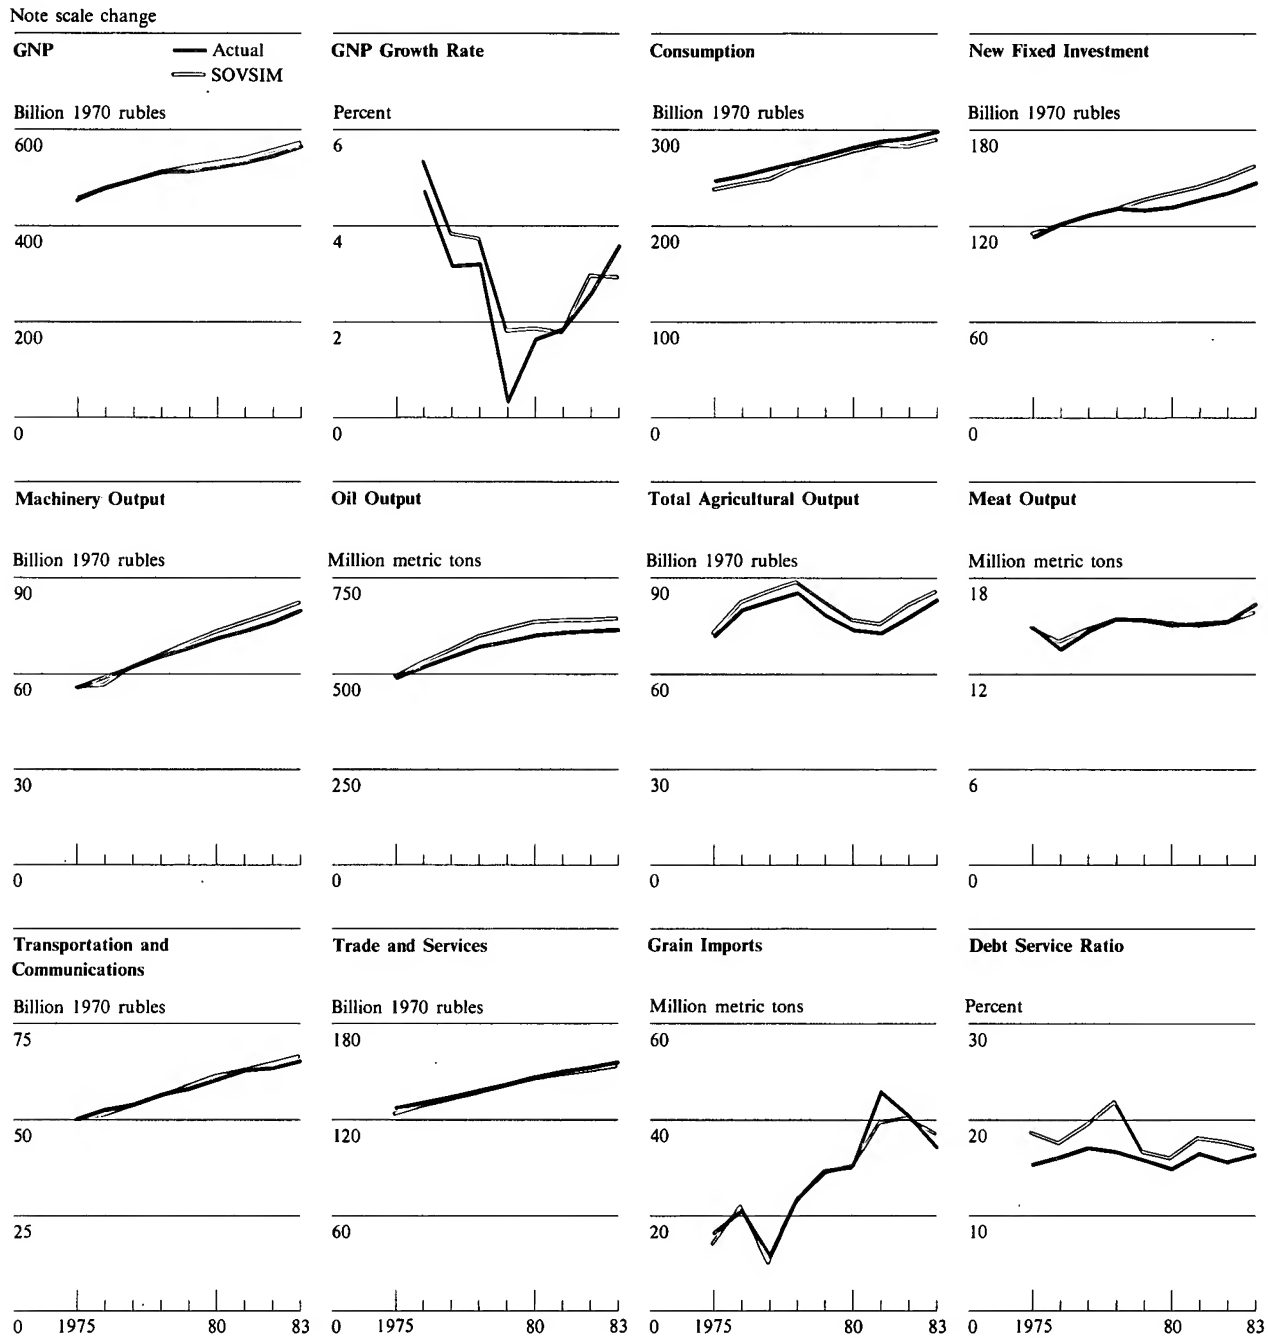 Note scale change
GNP
Actual
SOVSIM
Billion 1970 rubles
600
400
200
0
GNP Growth Rate
Percent
6
4
2
0
Consumption
Billion 1970 rubles
300
200
100
0
New Fixed Investment
Billion 1970 rubles
180
120
60
0
Machinery Output
Billion 1970 rubles
90
60
30
0
Oil Output
Million metric tons
750
500
250
0
Total Agricultural Output
Billion 1970 rubles
90
60
30
0
Meat Output
Million metric tons
18
12
6
0
Transportation and
Communications
Billion 1970 rubles
75
50
25
0 1975 80 83
Trade and Services
Billion 1970 rubles
180
120
60
0 1975 80 83
Grain Imports
Million metric tons
60
40
20
0 1975 80 83
Debt Service Ratio
Percent
30
20
10
0 1975 80 83